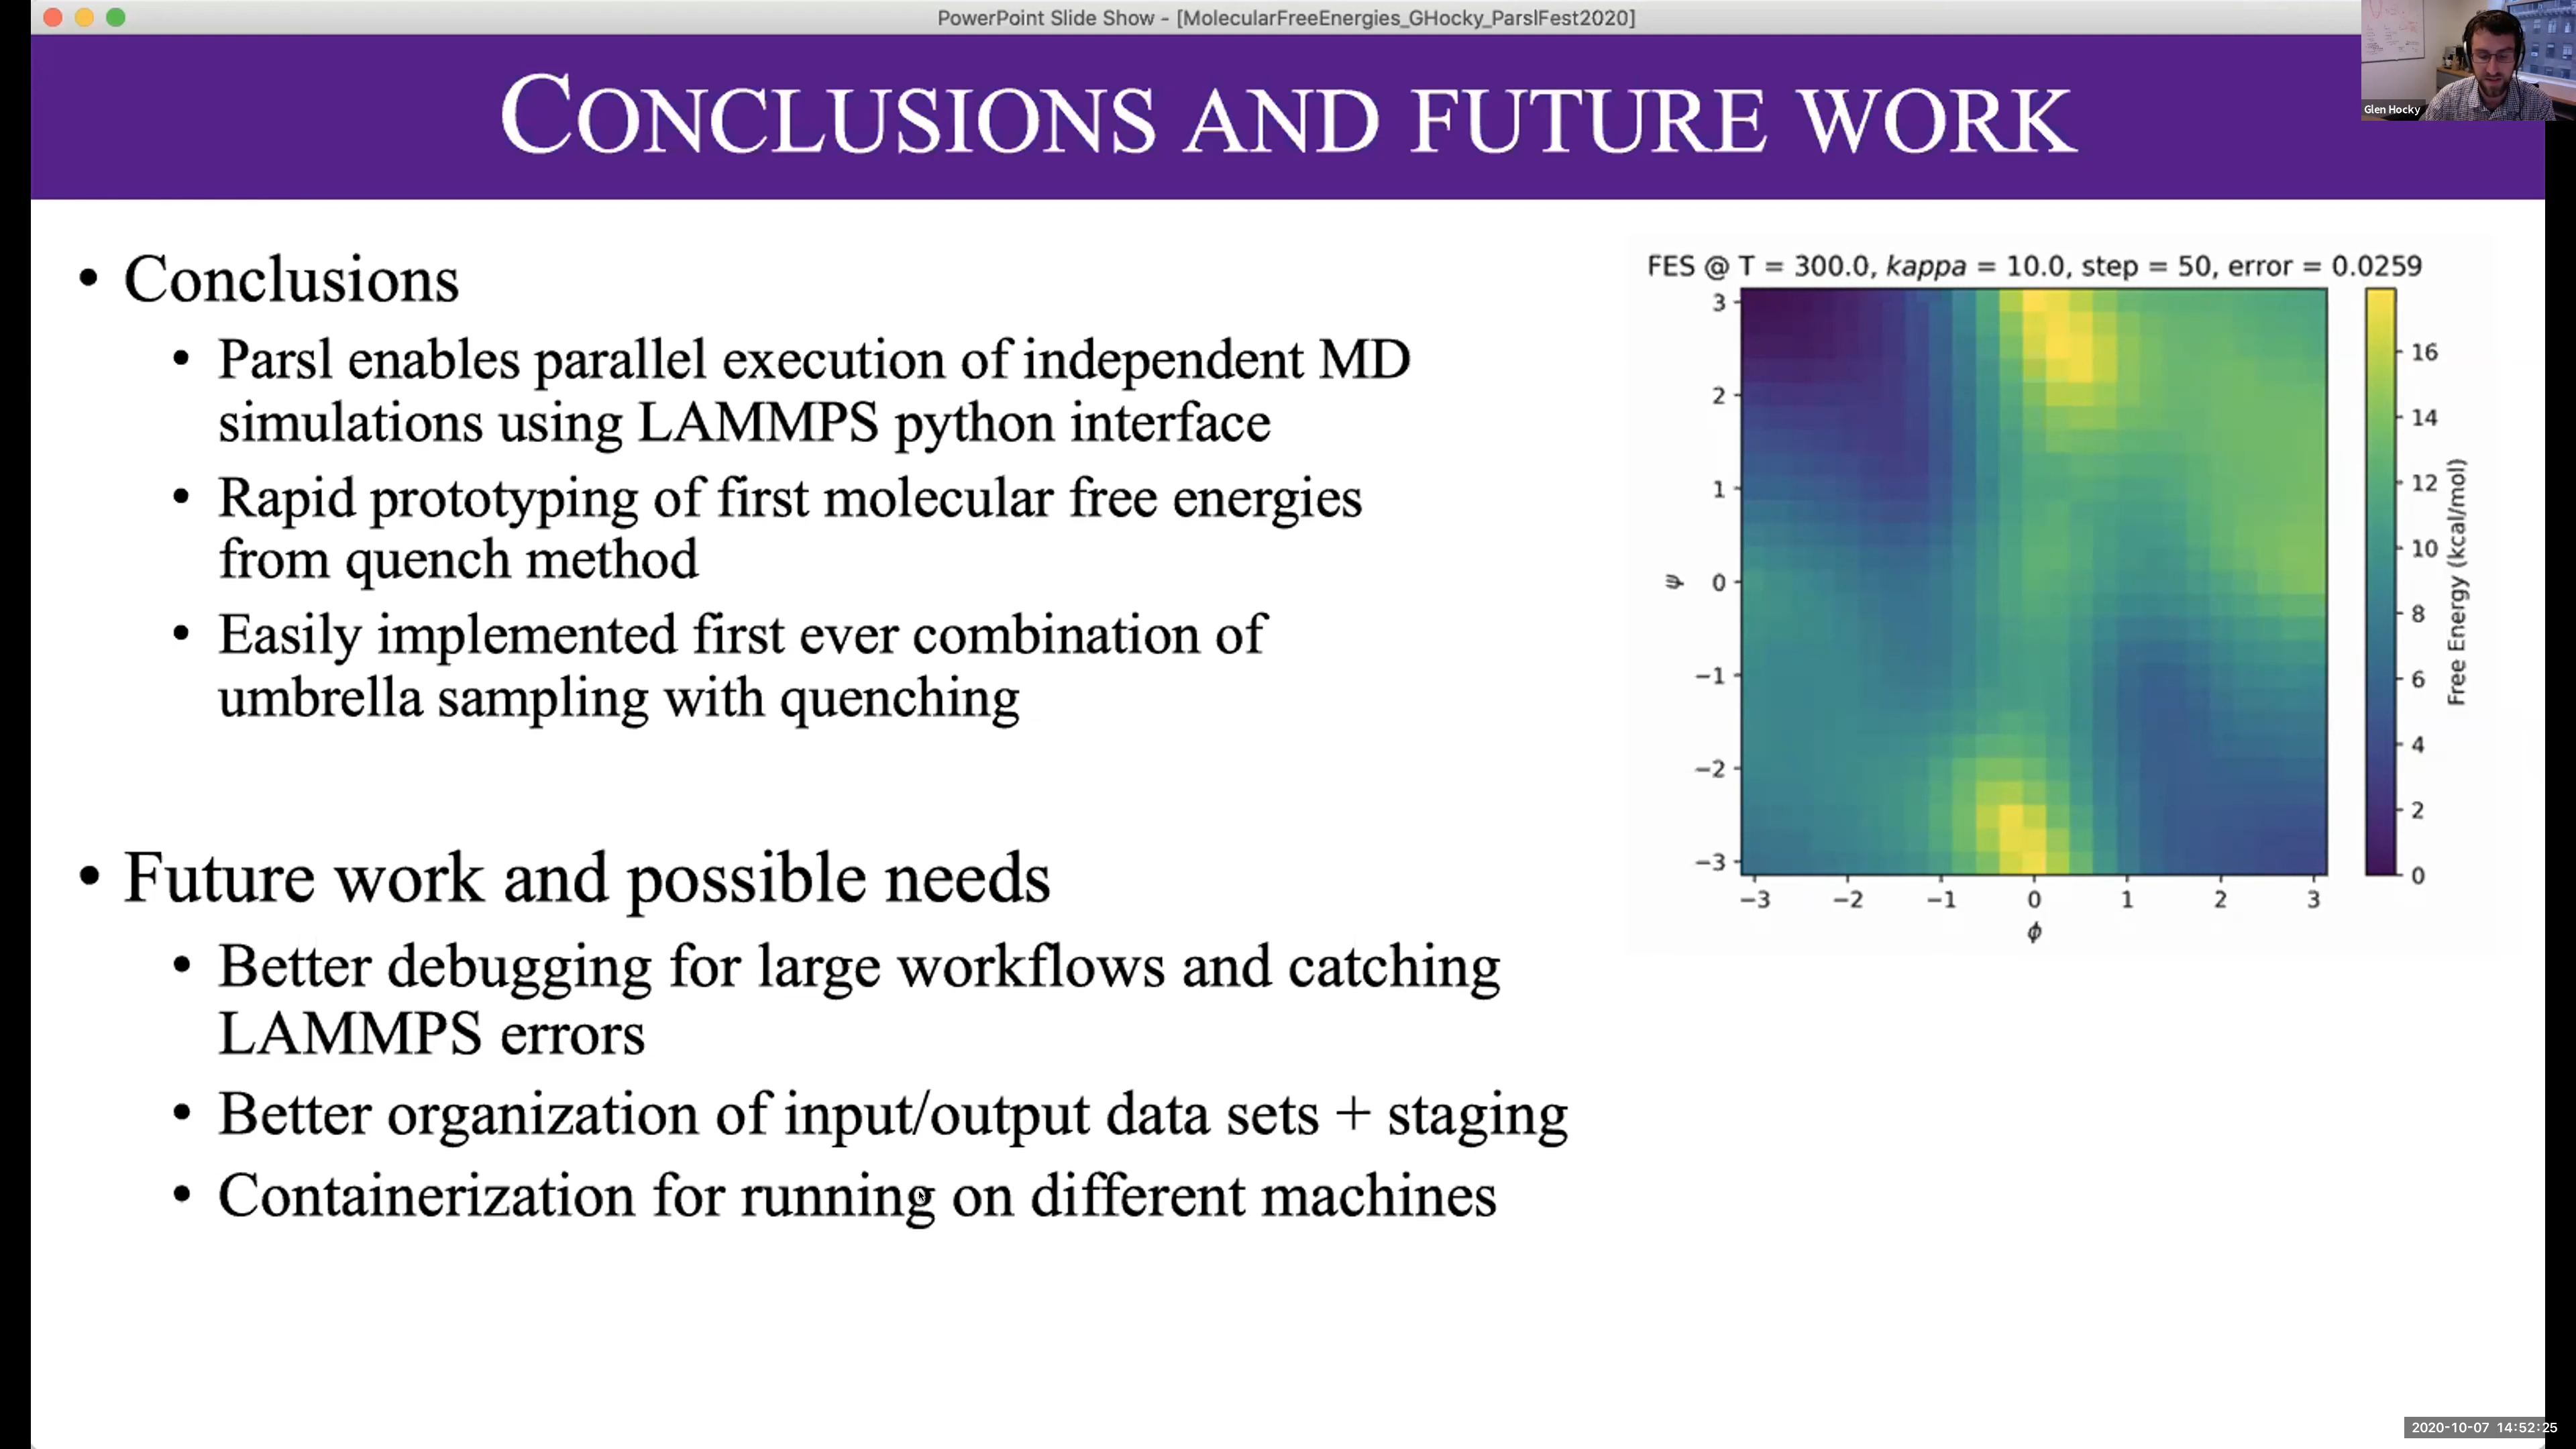 PowerPoint Slide Show - [MolecularFreeEnergies_GHocky_ParslFest2020]
Glen Hocky
CONCLUSIONS AND FUTURE WORK
• Conclusions
• Parsl enables parallel execution of independent MD
simulations using LAMMPS python interface
• Rapid prototyping of first molecular free energies
from quench method
• Easily implemented first ever combination of
umbrella sampling with quenching
• Future work and possible needs
• Better debugging for large workflows and catching
LAMMPS errors
• Better organization of input/output data sets + staging
• Containerization for running on different machines
FES @ T = 300.0, kappa = 10.0, step = 50, error = 0.0259
3
2
1
0
−1
−2
−3
ψ
−3 −2 −1 0 1 2 3
ϕ
16
14
12
10
8
6
4
2
0
Free Energy (kcal/mol)
2020-10-07 14:52:25